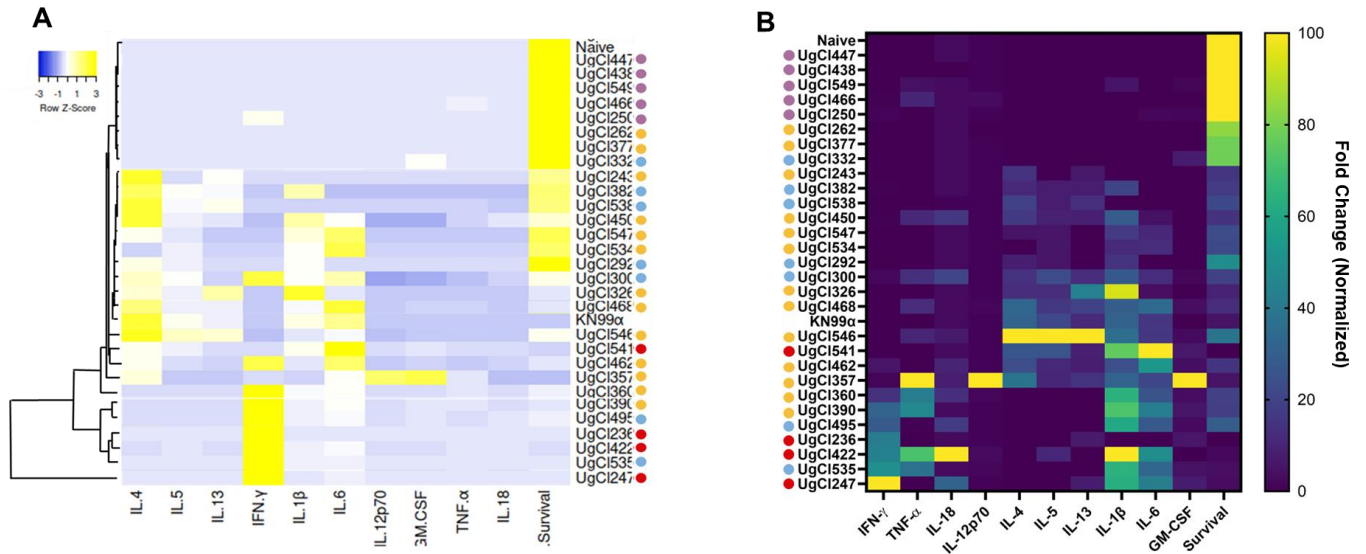 A
-3 -1 1 3
Row Z-Score
Naive
UgCl447
UgCl438
UgCl549
UgCl466
UgCl250
UgCl262
UgCl377
UgCl332
UgCl243
UgCl382
UgCl538
UgCl450
UgCl547
UgCl534
UgCl292
UgCl300
UgCl326
UgCl468
KN99α
UgCl546
UgCl541
UgCl462
UgCl357
UgCl360
UgCl390
UgCl495
UgCl236
UgCl422
UgCl535
UgCl247
IL.4
IL.5
IL.13
IFN.γ
IL.1β
IL.6
IL.12p70
GM.CSF
TNF.α
IL.18
.Survival
B
Naive
UgCl447
UgCl438
UgCl549
UgCl466
UgCl250
UgCl262
UgCl377
UgCl332
UgCl243
UgCl382
UgCl538
UgCl450
UgCl547
UgCl534
UgCl292
UgCl300
UgCl326
UgCl468
KN99α
UgCl546
UgCl541
UgCl462
UgCl357
UgCl360
UgCl390
UgCl495
UgCl236
UgCl422
UgCl535
UgCl247
IFN-γ
TNF-α
IL-18
IL-12p70
IL-4
IL-5
IL-13
IL-1β
IL-6
GM-CSF
Survival
100
80
60
40
20
0
Fold Change (Normalized)